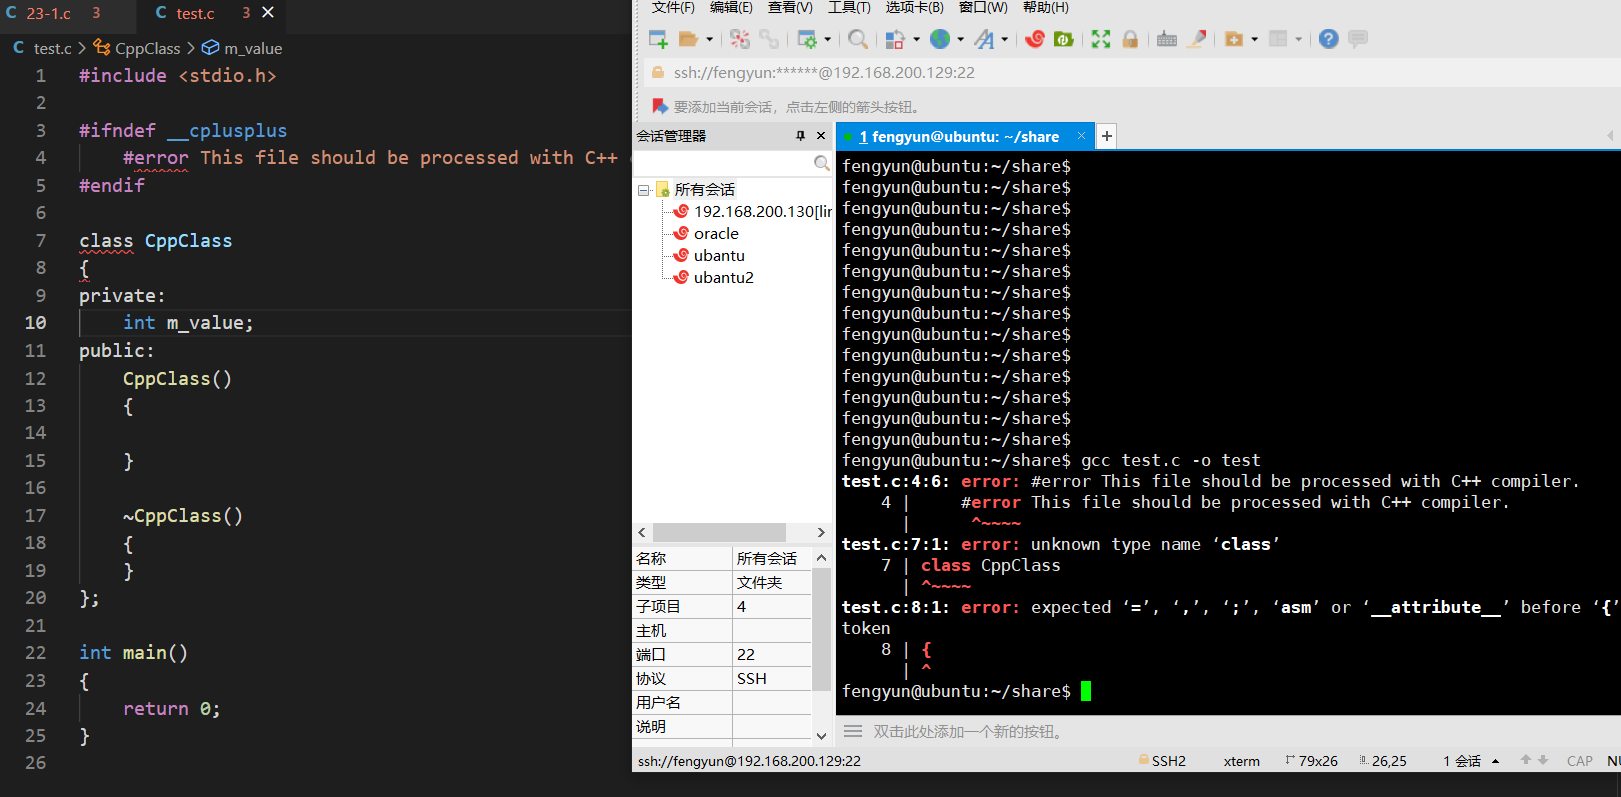 23-1.c 3 test.c 3
test.c > CppClass > m_value
1 #include <stdio.h>
2
3 #ifndef __cplusplus
4 #error This file should be processed with C++
5 #endif
6
7 class CppClass
8 {
9 private:
10 int m_value;
11 public:
12 CppClass()
13 {
14
15 }
16
17 ~CppClass()
18 {
19 }
20 };
21
22 int main()
23 {
24 return 0;
25 }
26
文件(F) 编辑(E) 查看(V) 工具(T) 选项卡(B) 窗口(W) 帮助(H)
ssh://fengyun:******@192.168.200.129:22
要添加当前会话，点击左侧的箭头按钮。
会话管理器
所有会话
192.168.200.130[lin
oracle
ubantu
ubantu2
名称 所有会话
类型 文件夹
子项目 4
主机
端口 22
协议 SSH
用户名
说明
1 fengyun@ubuntu: ~/share
fengyun@ubuntu:~/share$
fengyun@ubuntu:~/share$
fengyun@ubuntu:~/share$
fengyun@ubuntu:~/share$
fengyun@ubuntu:~/share$
fengyun@ubuntu:~/share$
fengyun@ubuntu:~/share$
fengyun@ubuntu:~/share$
fengyun@ubuntu:~/share$
fengyun@ubuntu:~/share$
fengyun@ubuntu:~/share$
fengyun@ubuntu:~/share$
fengyun@ubuntu:~/share$
fengyun@ubuntu:~/share$
fengyun@ubuntu:~/share$ gcc test.c -o test
test.c:4:6: error: #error This file should be processed with C++ compiler.
4 | #error This file should be processed with C++ compiler.
| ^~~~~
test.c:7:1: error: unknown type name ‘class’
7 | class CppClass
| ^~~~~
test.c:8:1: error: expected ‘=’, ‘,’, ‘;’, ‘asm’ or ‘__attribute__’ before ‘{’
token
8 | {
| ^
fengyun@ubuntu:~/share$
双击此处添加一个新的按钮。
ssh://fengyun@192.168.200.129:22 SSH2 xterm 79x26 26,25 1 会话 CAP NU